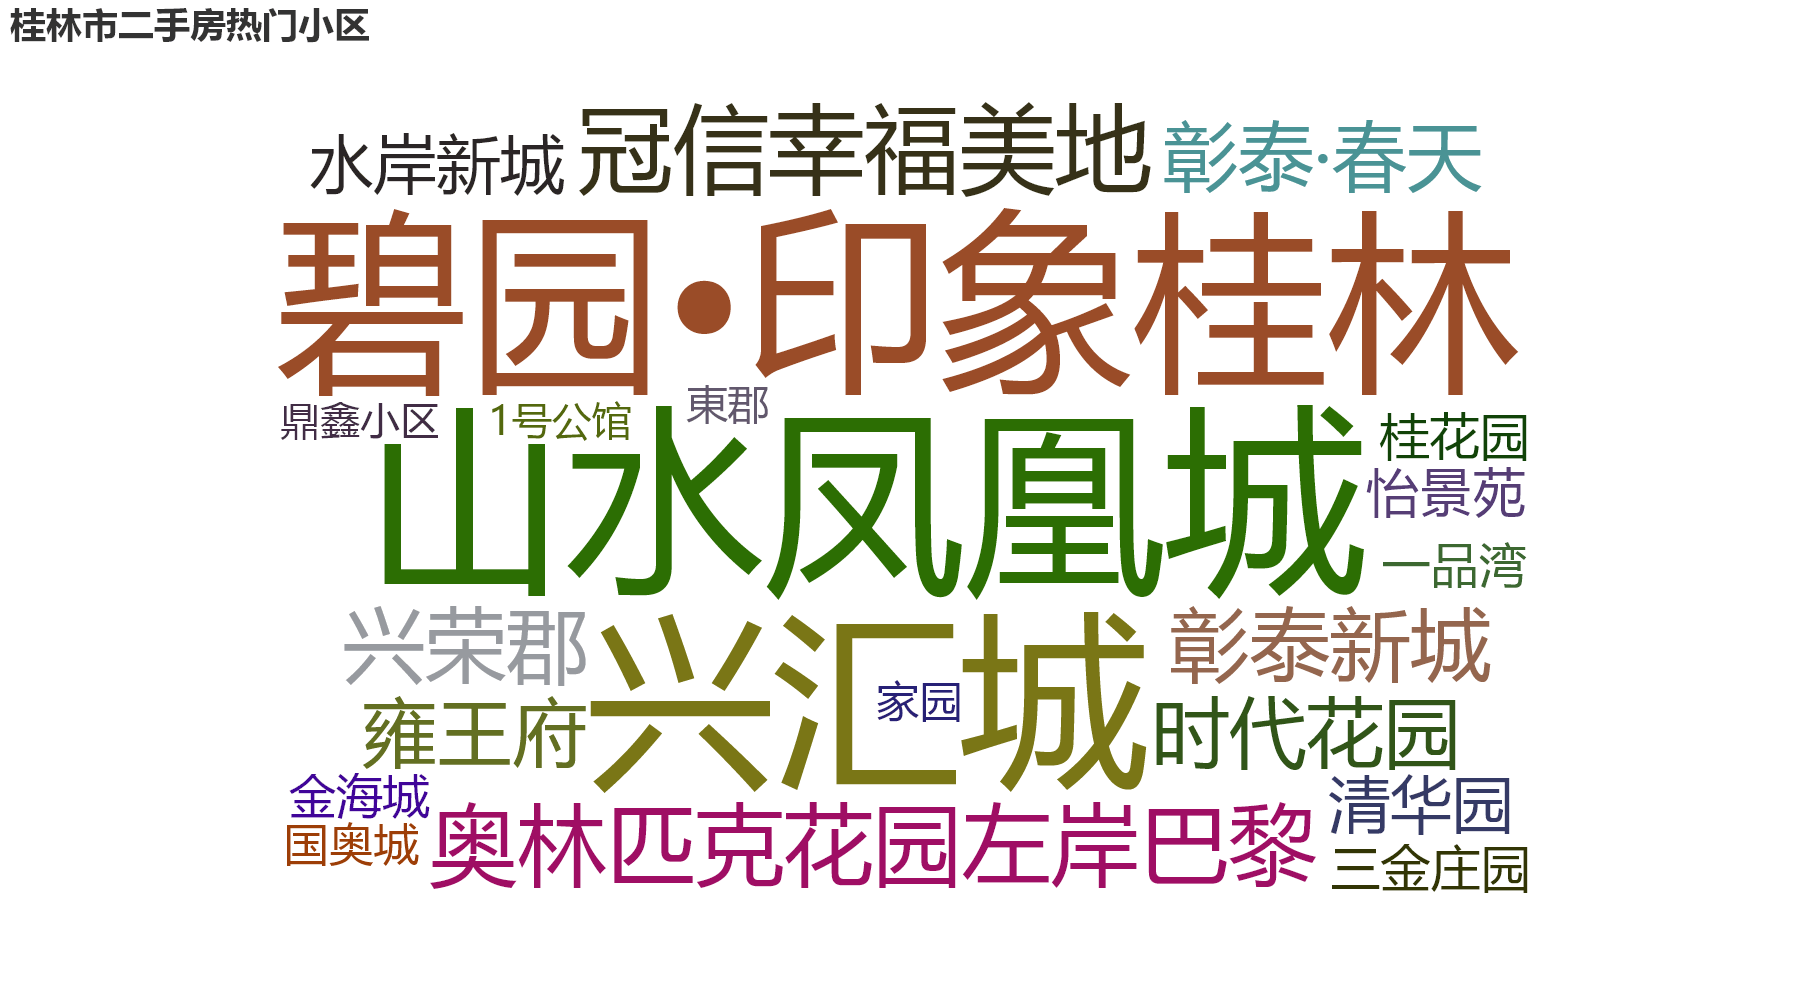 桂林市二手房热门小区
水岸新城
冠信幸福美地
彰泰·春天
碧园·印象桂林
鼎鑫小区
1号公馆
東郡
山水凤凰城
桂花园
怡景苑
一品湾
兴荣郡
兴汇城
家园
彰泰新城
雍王府
时代花园
金海城
国奥城
奥林匹克花园左岸巴黎
清华园
三金庄园